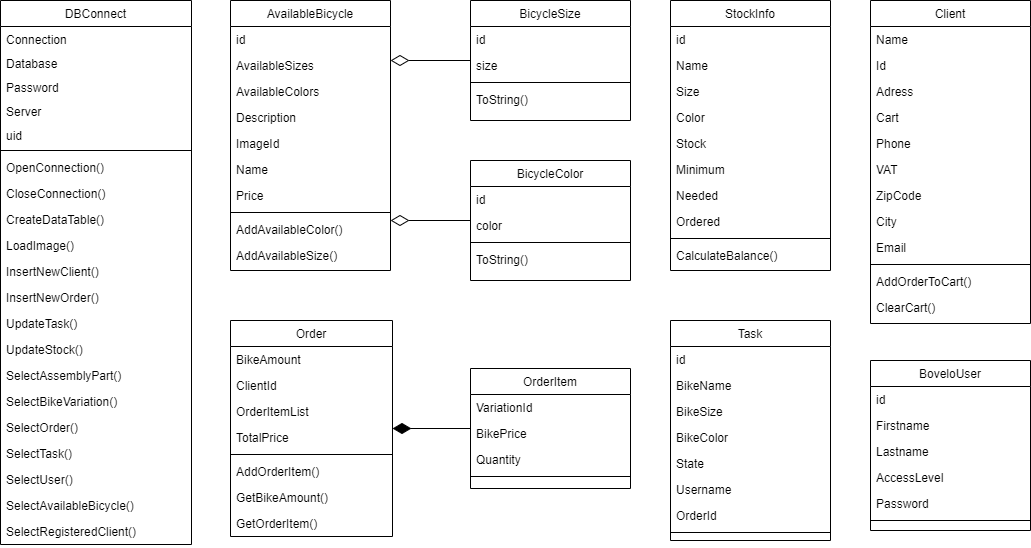 DBConnect
Connection
Database
Password
Server
uid
OpenConnection()
CloseConnection()
CreateDataTable()
LoadImage()
InsertNewClient()
InsertNewOrder()
UpdateTask()
UpdateStock()
SelectAssemblyPart()
SelectBikeVariation()
SelectOrder()
SelectTask()
SelectUser()
SelectAvailableBicycle()
SelectRegisteredClient()
AvailableBicycle
id
AvailableSizes
AvailableColors
Description
ImageId
Name
Price
AddAvailableColor()
AddAvailableSize()
BicycleSize
id
size
ToString()
BicycleColor
id
color
ToString()
StockInfo
id
Name
Size
Color
Stock
Minimum
Needed
Ordered
CalculateBalance()
Client
Name
Id
Adress
Cart
Phone
VAT
ZipCode
City
Email
AddOrderToCart()
ClearCart()
Order
BikeAmount
ClientId
OrderItemList
TotalPrice
AddOrderItem()
GetBikeAmount()
GetOrderItem()
OrderItem
VariationId
BikePrice
Quantity
Task
id
BikeName
BikeSize
BikeColor
State
Username
OrderId
BoveloUser
id
Firstname
Lastname
AccessLevel
Password